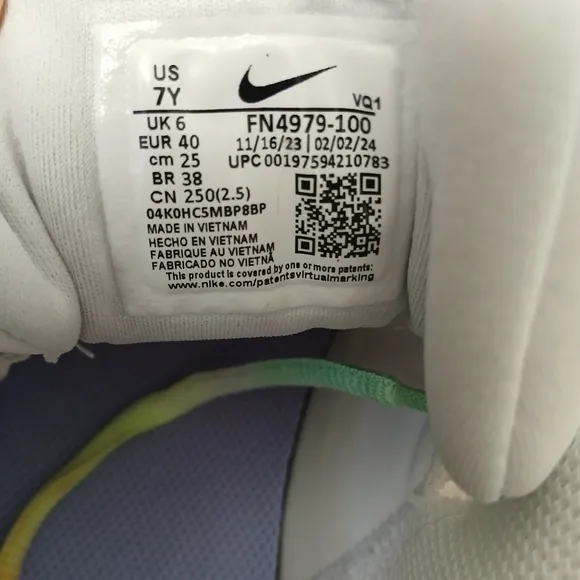 US
7Y
VQ1
UK 6
FN4979-100
EUR 40
11/16/23 | 02/02/24
cm 25
UPC 00197594210783
BR 38
CN 250(2.5)
04K0HC5MBP8BP
MADE IN VIETNAM
HECHO EN VIETNAM
FABRIQUE AU VIETNAM
FABRICADO NO VIETNÃ
This product is covered by one or more patents:
www.nike.com/patentsvirtualmarking